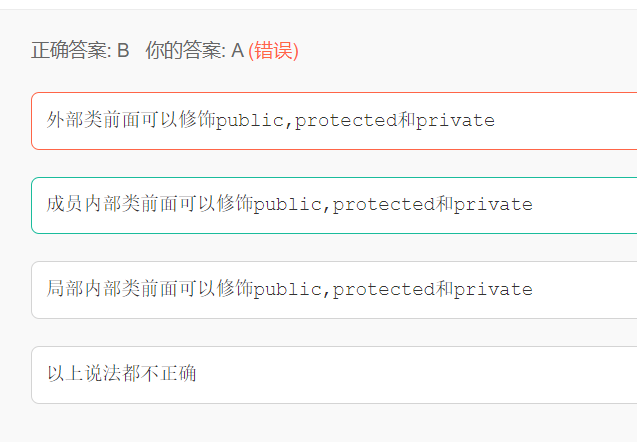 正确答案: B 你的答案: A (错误)
外部类前面可以修饰public,protected和private
成员内部类前面可以修饰public,protected和private
局部内部类前面可以修饰public,protected和private
以上说法都不正确